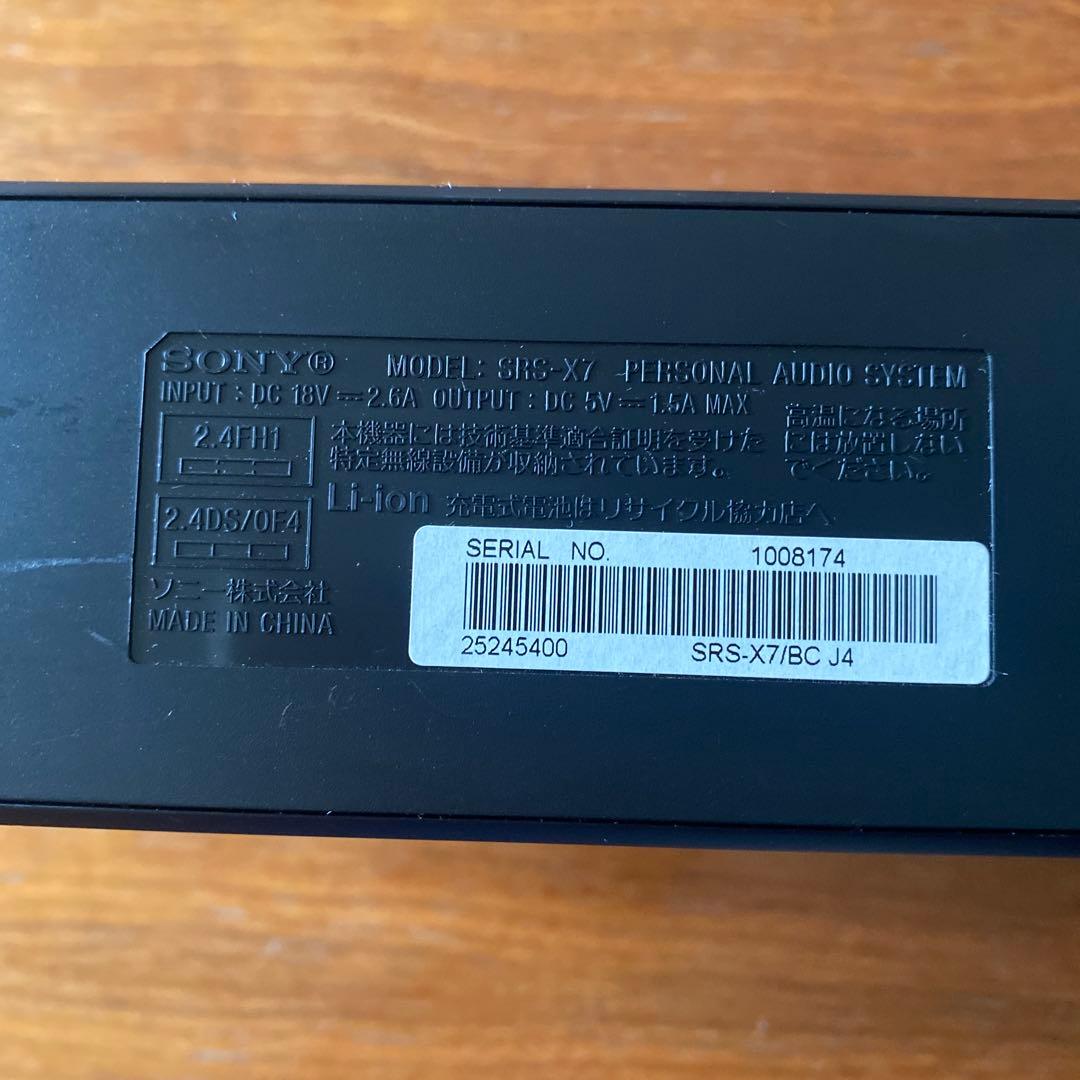 SONY® MODEL: SRS-X7 PERSONAL AUDIO SYSTEM
INPUT : DC 18V ⎓ 2.6A OUTPUT : DC 5V ⎓ 1.5A MAX
2.4FH1
本機器には技術基準適合証明を受けた
特定無線設備が収納されています。
高温になる場所
には放置しない
でください。
Li-ion 充電式電池はリサイクル協力店へ
2.4DS/OF4
ソニー株式会社
MADE IN CHINA
SERIAL NO. 1008174
25245400 SRS-X7/BC J4